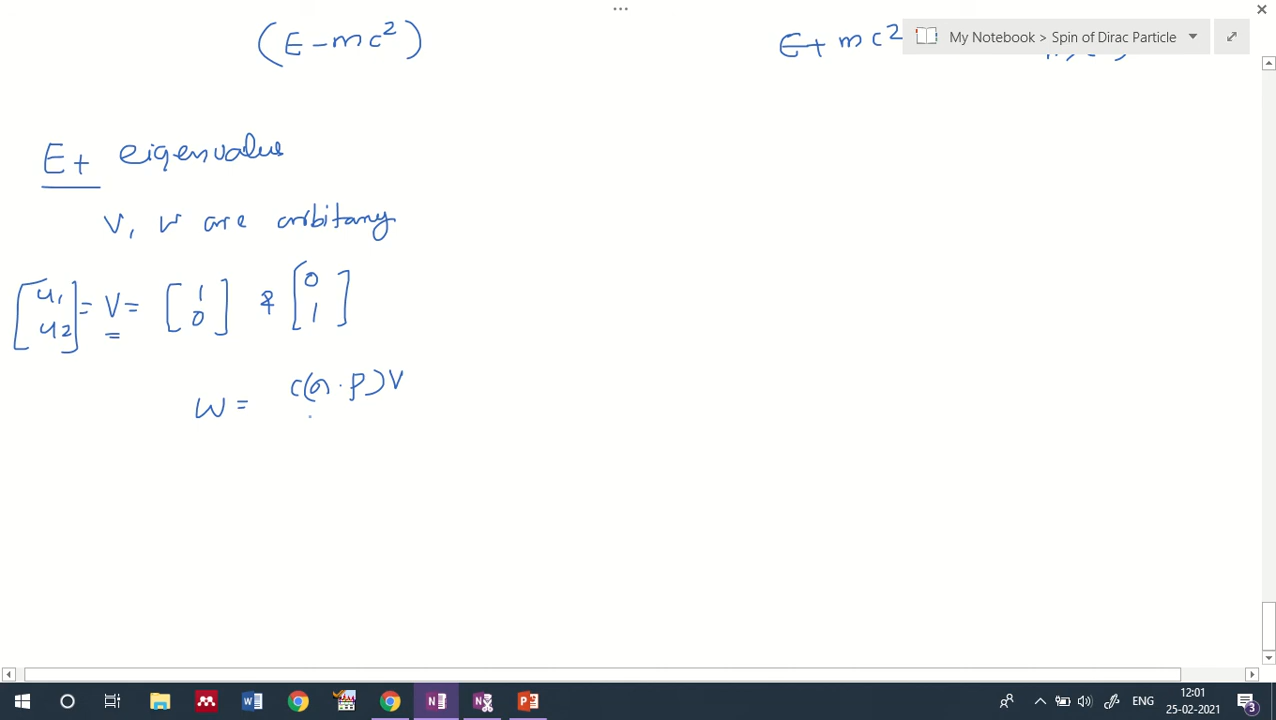 (E-mc²) E+mc²
My Notebook > Spin of Dirac Particle
E+ eigenvalue
v, w are arbitary
[u₁ u₂] = V = [1 0] & [0 1]
W = c(σ·p)V
ENG
12:01
25-02-2021
3